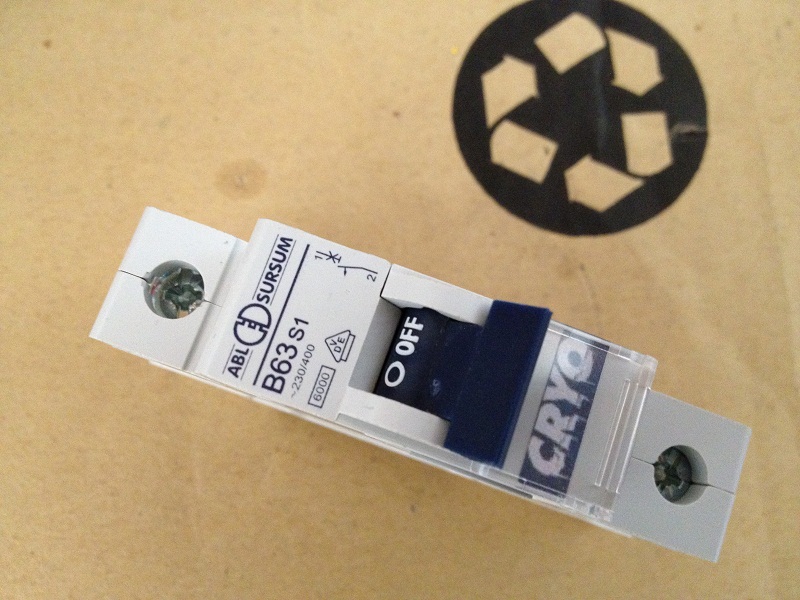 ABL SURSUM
B63 S1
~230/400
6000
VDE
1
2
OFF
CRYO